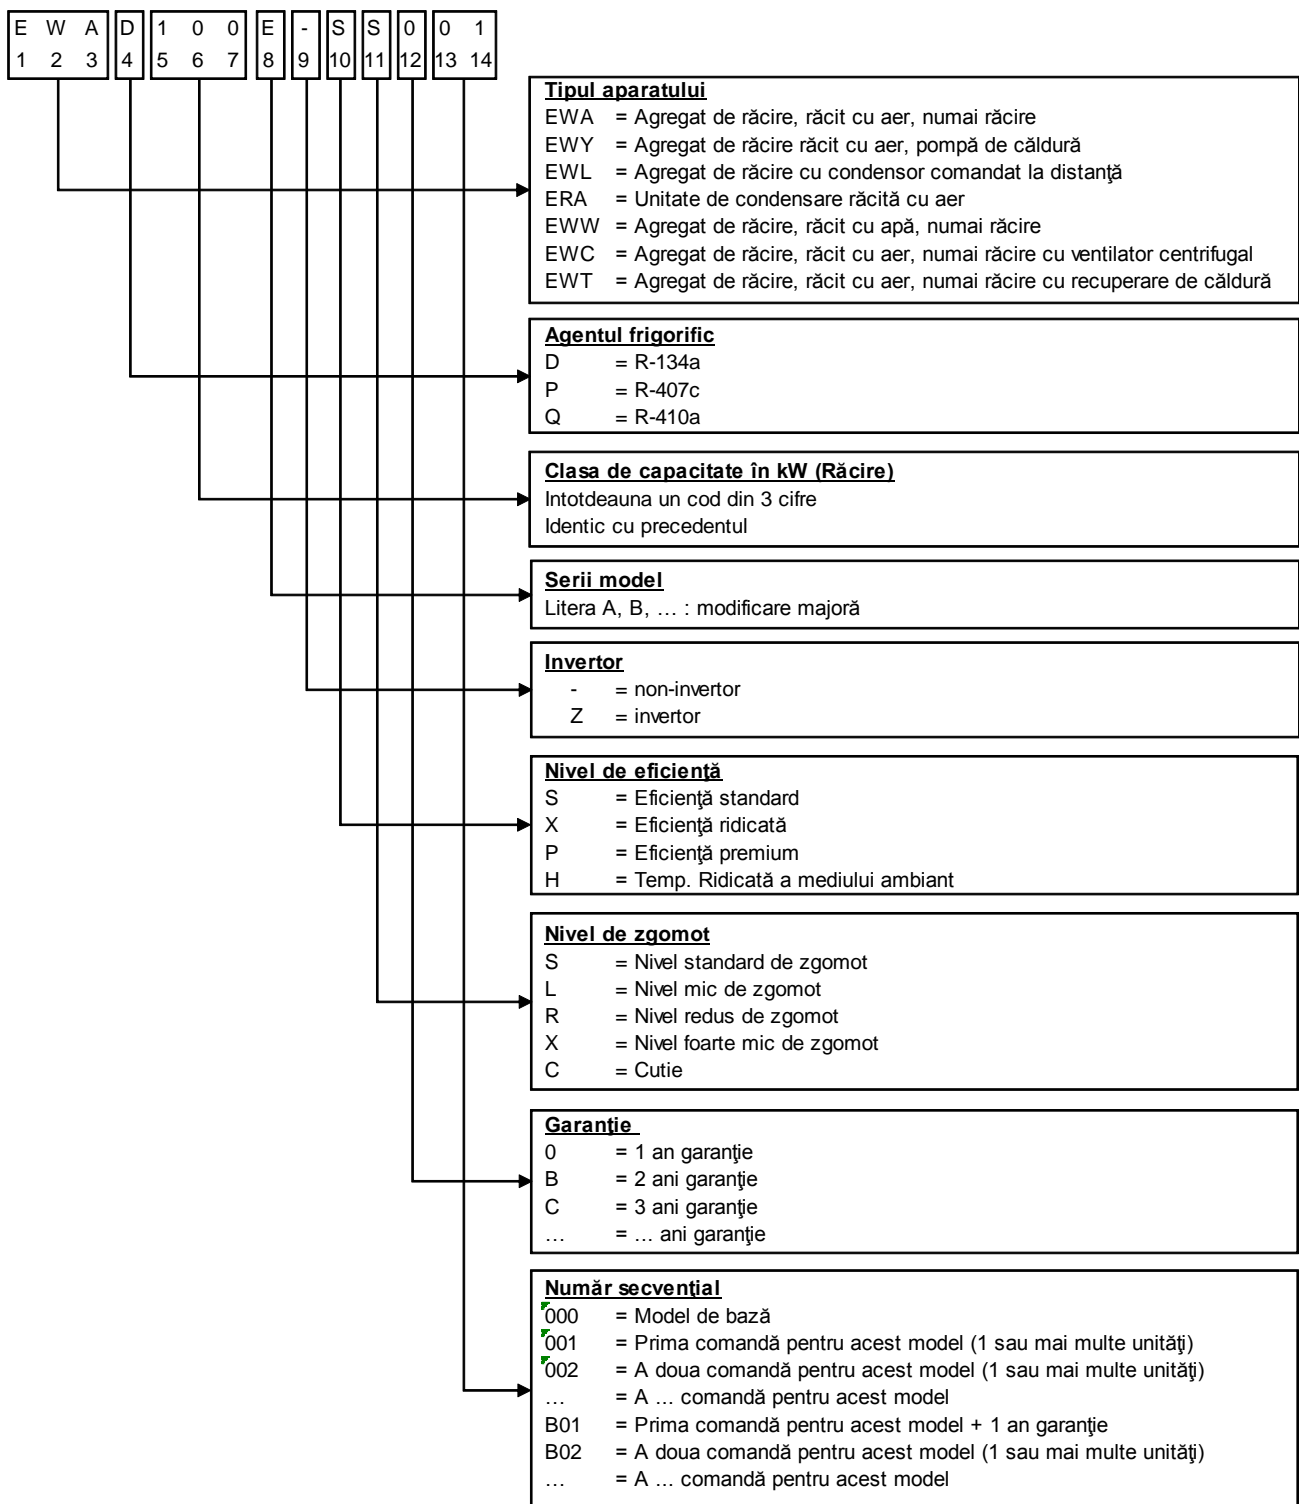 E W A D 1 0 0 E - S S 0 0 1
1 2 3 4 5 6 7 8 9 10 11 12 13 14
Tipul aparatului
EWA = Agregat de răcire, răcit cu aer, numai răcire
EWY = Agregat de răcire răcit cu aer, pompă de căldură
EWL = Agregat de răcire cu condensor comandat la distanţă
ERA = Unitate de condensare răcită cu aer
EWW = Agregat de răcire, răcit cu apă, numai răcire
EWC = Agregat de răcire, răcit cu aer, numai răcire cu ventilator centrifugal
EWT = Agregat de răcire, răcit cu aer, numai răcire cu recuperare de căldură
Agentul frigorific
D = R-134a
P = R-407c
Q = R-410a
Clasa de capacitate în kW (Răcire)
Intotdeauna un cod din 3 cifre
Identic cu precedentul
Serii model
Litera A, B, … : modificare majoră
Invertor
- = non-invertor
Z = invertor
Nivel de eficienţă
S = Eficienţă standard
X = Eficienţă ridicată
P = Eficienţă premium
H = Temp. Ridicată a mediului ambiant
Nivel de zgomot
S = Nivel standard de zgomot
L = Nivel mic de zgomot
R = Nivel redus de zgomot
X = Nivel foarte mic de zgomot
C = Cutie
Garanţie
0 = 1 an garanţie
B = 2 ani garanţie
C = 3 ani garanţie
… = ... ani garanţie
Număr secvenţial
000 = Model de bază
001 = Prima comandă pentru acest model (1 sau mai multe unităţi)
002 = A doua comandă pentru acest model (1 sau mai multe unităţi)
… = A ... comandă pentru acest model
B01 = Prima comandă pentru acest model + 1 an garanţie
B02 = A doua comandă pentru acest model (1 sau mai multe unităţi)
… = A ... comandă pentru acest model